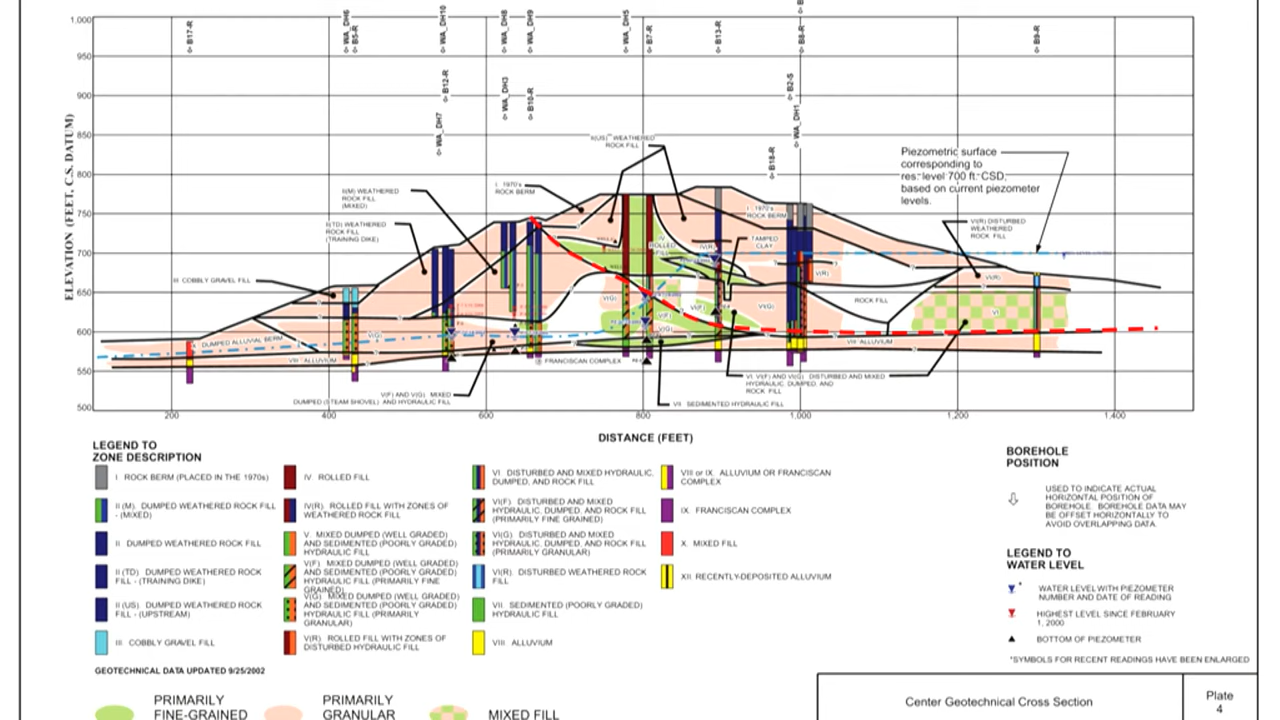 1.000
950
900
850
800
750
700
650
600
550
500
ELEVATION (FEET, C.S. DATUM)
B17-R
WA_DH6
B5-R
WA_DH10
B12-R
WA_DH7
WA_DH8
WA_DH3
WA_DH9
B10-R
WA_DH5
B7-R
B13-R
B18-R
B8-R
B2-S
WA_DH1
B9-R
WEATHERED
ROCK FILL
Piezometric surface
corresponding to
res. level 700 ft. CSD,
based on current piezometer
levels.
II(M) WEATHERED
ROCK FILL
(MIXED)
I 1970's
ROCK BERM
II(TD) WEATHERED
ROCK FILL
(TRAINING DIKE)
I 1970's
ROCK BERM
VI(R) DISTURBED
WEATHERED
ROCK FILL
IV
ROLLED
FILL
IV(R)
TAMPED
CLAY
III COBBLY GRAVEL FILL
V(R)
VI(R)
V(G)
VI(G)
ROCK FILL
VI
V(F)
VI(F)
V(G)
V(G)
DUMPED ALLUVIAL BERM
VIII ALLUVIUM
VIII ALLUVIUM
FRANCISCAN COMPLEX
V(F) AND V(G) MIXED
DUMPED (STEAM SHOVEL) AND HYDRAULIC FILL
VI, VI(F) AND VI(G) DISTURBED AND MIXED
HYDRAULIC, DUMPED, AND
ROCK FILL
VII SEDIMENTED HYDRAULIC FILL
200
400
600
800
1,000
1,200
1,400
DISTANCE (FEET)
LEGEND TO
ZONE DESCRIPTION
I ROCK BERM (PLACED IN THE 1970s)
II (M) DUMPED WEATHERED ROCK FILL
- (MIXED)
II DUMPED WEATHERED ROCK FILL
II (TD) DUMPED WEATHERED ROCK
FILL - (TRAINING DIKE)
II (US) DUMPED WEATHERED ROCK
FILL - (UPSTREAM)
III COBBLY GRAVEL FILL
IV ROLLED FILL
IV(R) ROLLED FILL WITH ZONES OF
WEATHERED ROCK FILL
V. MIXED DUMPED (WELL GRADED)
AND SEDIMENTED (POORLY GRADED)
HYDRAULIC FILL
V(F) MIXED DUMPED (WELL GRADED)
AND SEDIMENTED (POORLY GRADED)
HYDRAULIC FILL (PRIMARILY FINE
GRAINED)
V(G) MIXED DUMPED (WELL GRADED)
AND SEDIMENTED (POORLY GRADED)
HYDRAULIC FILL (PRIMARILY
GRANULAR)
V(R) ROLLED FILL WITH ZONES OF
DISTURBED HYDRAULIC FILL
VI DISTURBED AND MIXED HYDRAULIC,
DUMPED, AND ROCK FILL
VI(F) DISTURBED AND MIXED
HYDRAULIC, DUMPED, AND ROCK FILL
(PRIMARILY FINE GRAINED)
VI(G) DISTURBED AND MIXED
HYDRAULIC, DUMPED, AND ROCK FILL
(PRIMARILY GRANULAR)
VI(R) DISTURBED WEATHERED ROCK
FILL
VII SEDIMENTED (POORLY GRADED)
HYDRAULIC FILL
VIII ALLUVIUM
VIII or IX ALLUVIUM OR FRANCISCAN
COMPLEX
IX FRANCISCAN COMPLEX
X MIXED FILL
XII RECENTLY-DEPOSITED ALLUVIUM
BOREHOLE
POSITION
USED TO INDICATE ACTUAL
HORIZONTAL POSITION OF
BOREHOLE. BOREHOLE DATA MAY
BE OFFSET HORIZONTALLY TO
AVOID OVERLAPPING DATA.
LEGEND TO
WATER LEVEL
WATER LEVEL WITH PIEZOMETER
NUMBER AND DATE OF READING
HIGHEST LEVEL SINCE FEBRUARY
1, 2000
BOTTOM OF PIEZOMETER
*SYMBOLS FOR RECENT READINGS HAVE BEEN ENLARGED
GEOTECHNICAL DATA UPDATED 9/25/2002
PRIMARILY
FINE-GRAINED
PRIMARILY
GRANULAR
MIXED FILL
Center Geotechnical Cross Section
Plate
4